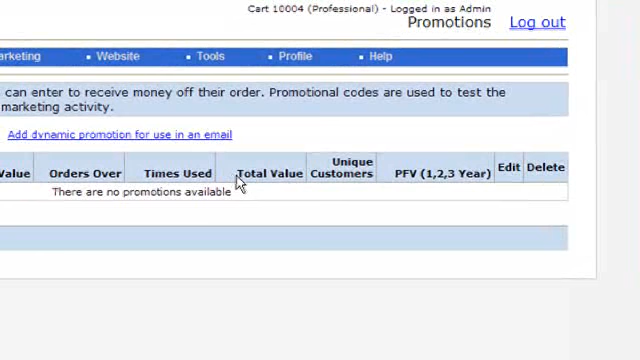 Cart 10004 (Professional) - Logged in as Admin
Promotions Log out
arketing Website Tools Profile Help
can enter to receive money off their order. Promotional codes are used to test the
marketing activity.
Add dynamic promotion for use in an email
Value Orders Over Times Used Total Value Unique Customers PFV (1,2,3 Year) Edit Delete
There are no promotions available